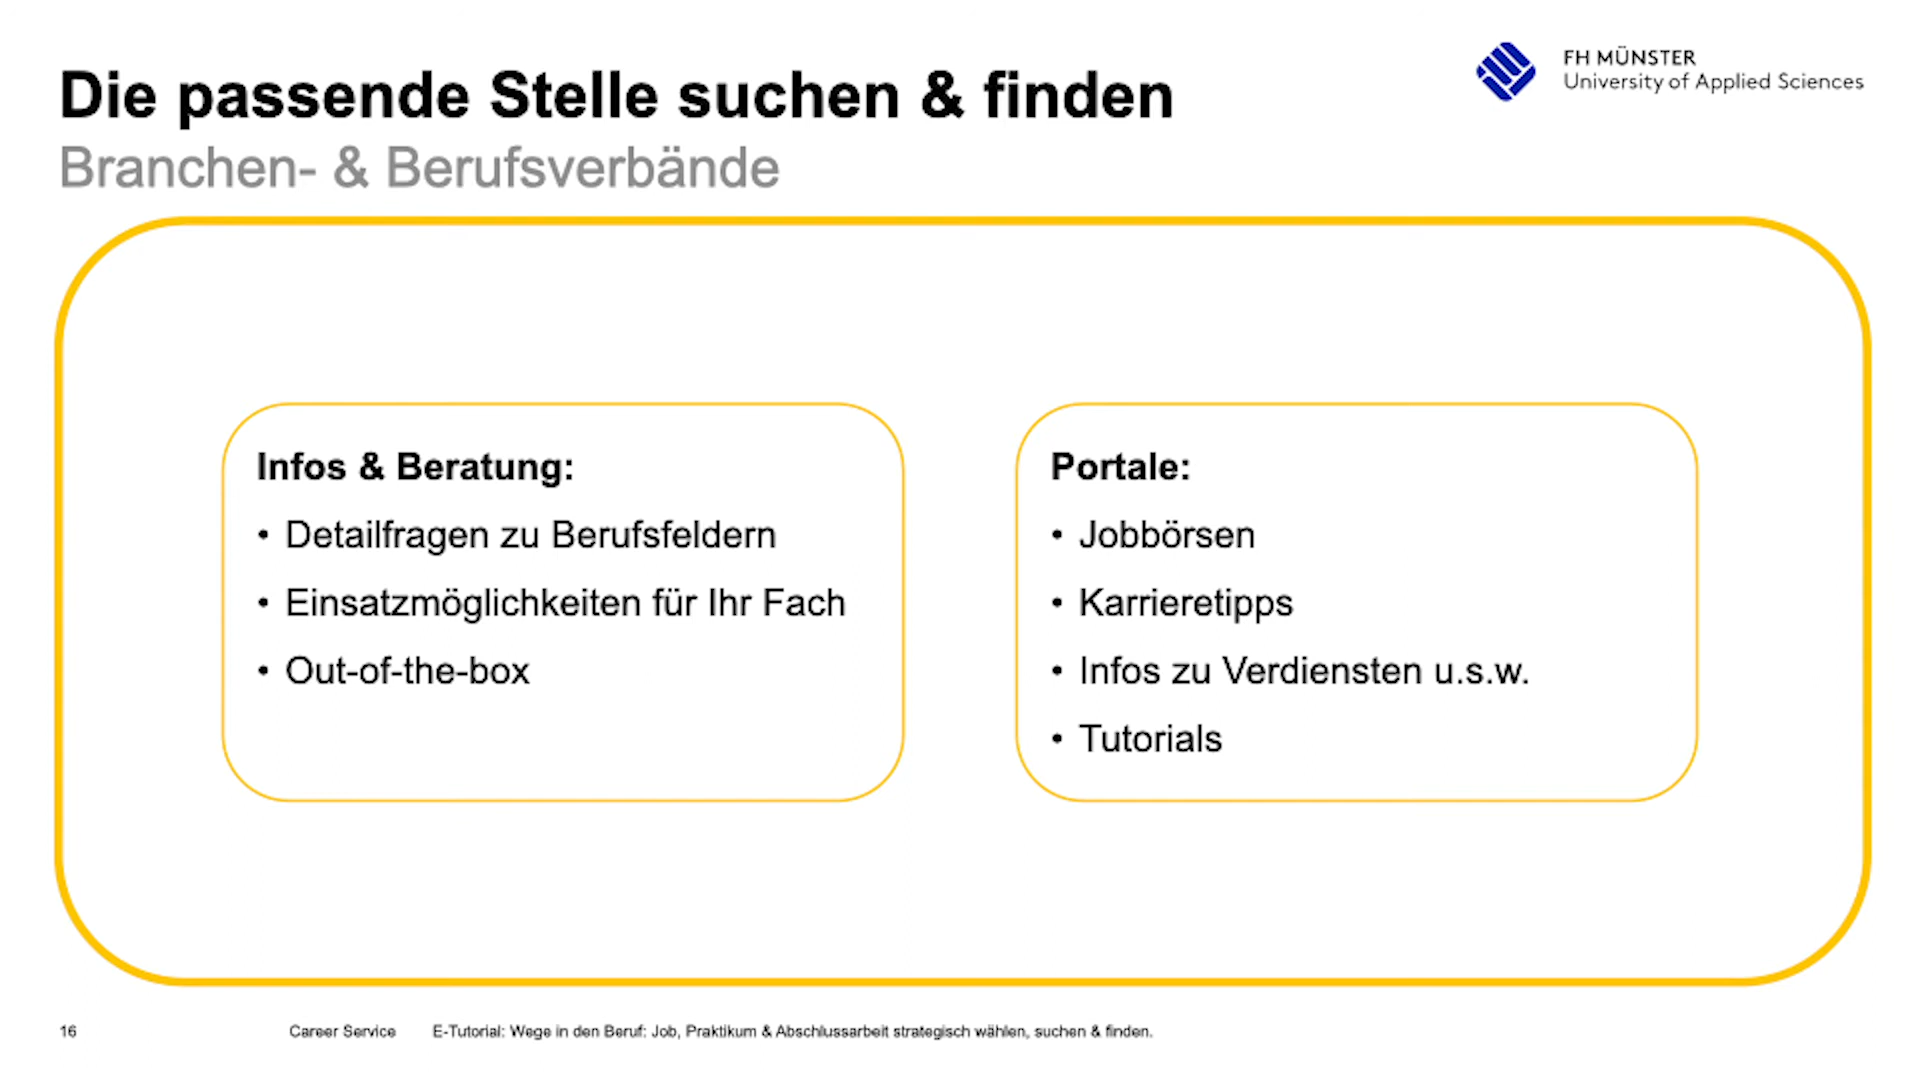 Die passende Stelle suchen & finden
Branchen- & Berufsverbände
FH MÜNSTER
University of Applied Sciences
Infos & Beratung:
• Detailfragen zu Berufsfeldern
• Einsatzmöglichkeiten für Ihr Fach
• Out-of-the-box
Portale:
• Jobbörsen
• Karrieretipps
• Infos zu Verdiensten u.s.w.
• Tutorials
16 Career Service E-Tutorial: Wege in den Beruf: Job, Praktikum & Abschlussarbeit strategisch wählen, suchen & finden.